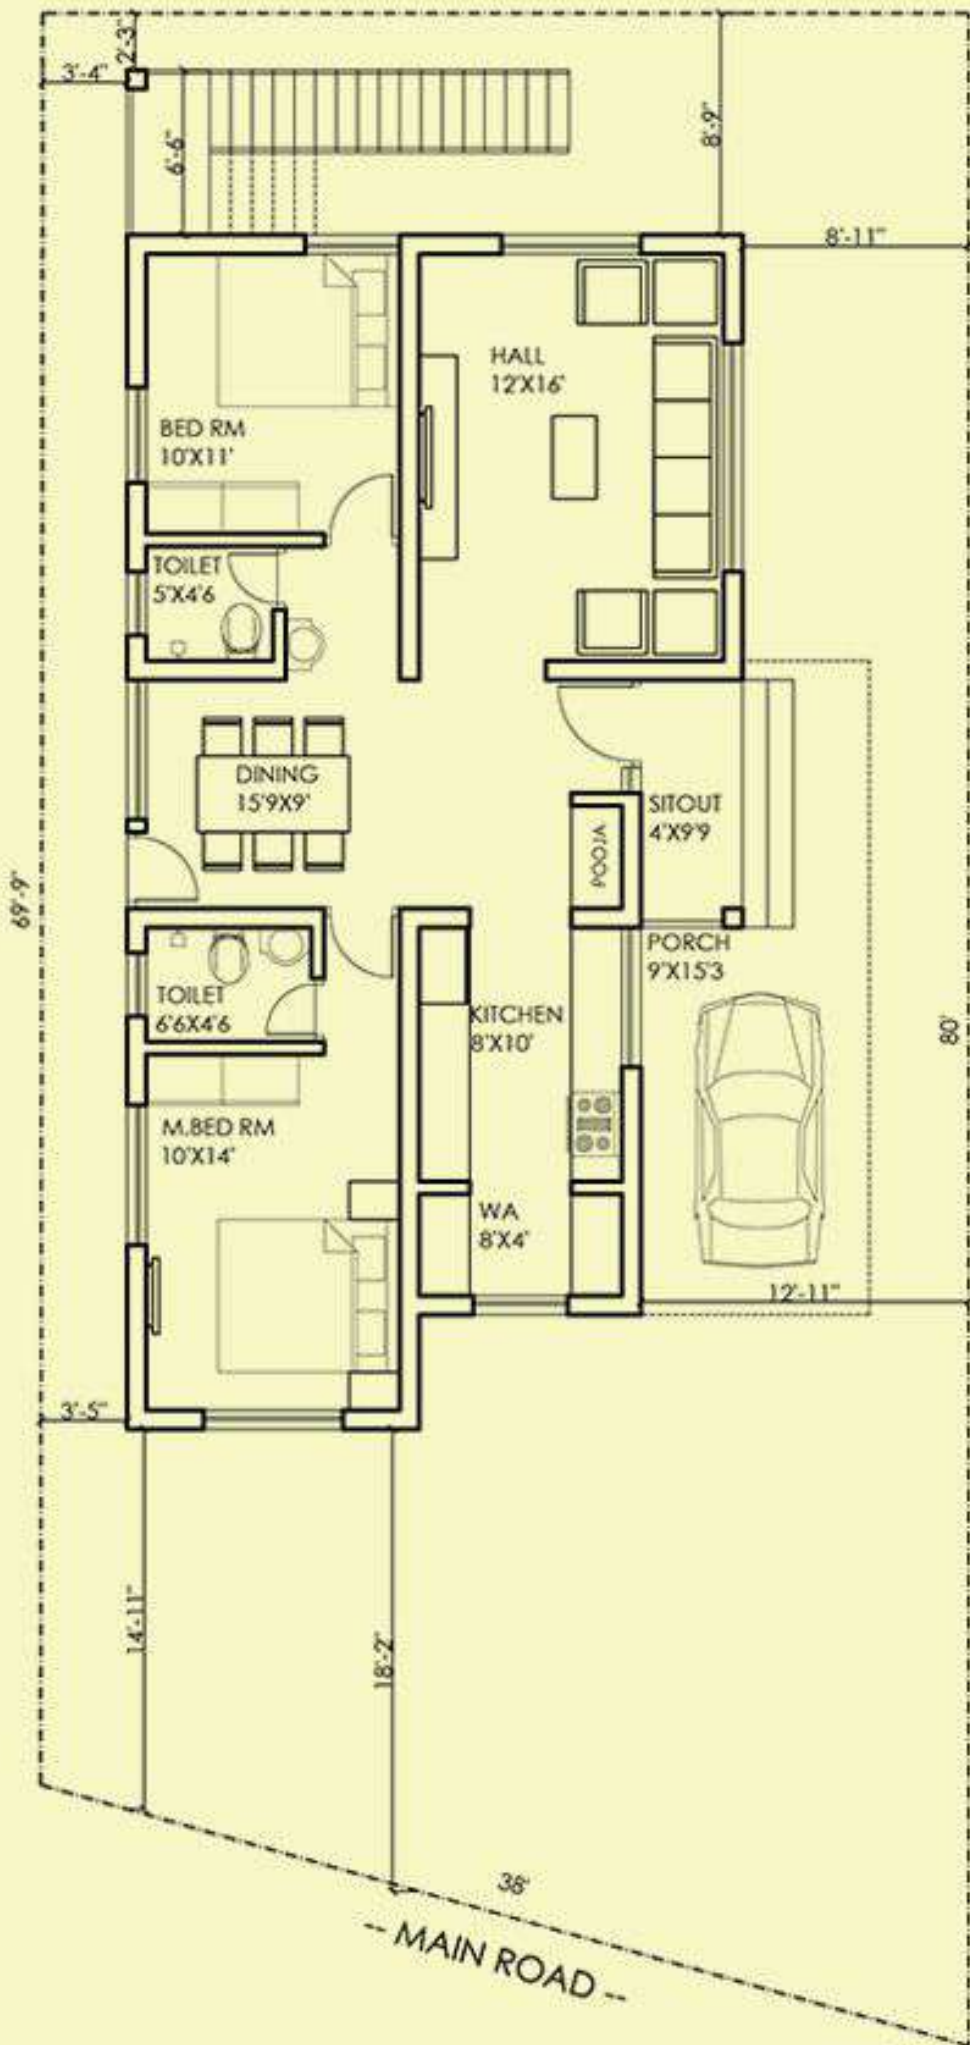 2'-3"
3'-4"
6'-6"
8'-9"
8'-11"
HALL
12'X16'
BED RM
10'X11'
TOILET
5'X4'6
DINING
15'9X9'
SITOUT
4'X9'9
POOJA
69'-9"
PORCH
9'X15'3
TOILET
6'6X4'6
KITCHEN
8'X10'
80'
M.BED RM
10'X14'
WA
8'X4'
12'-11"
3'-5"
14'-11"
18'-2"
38'
-- MAIN ROAD --